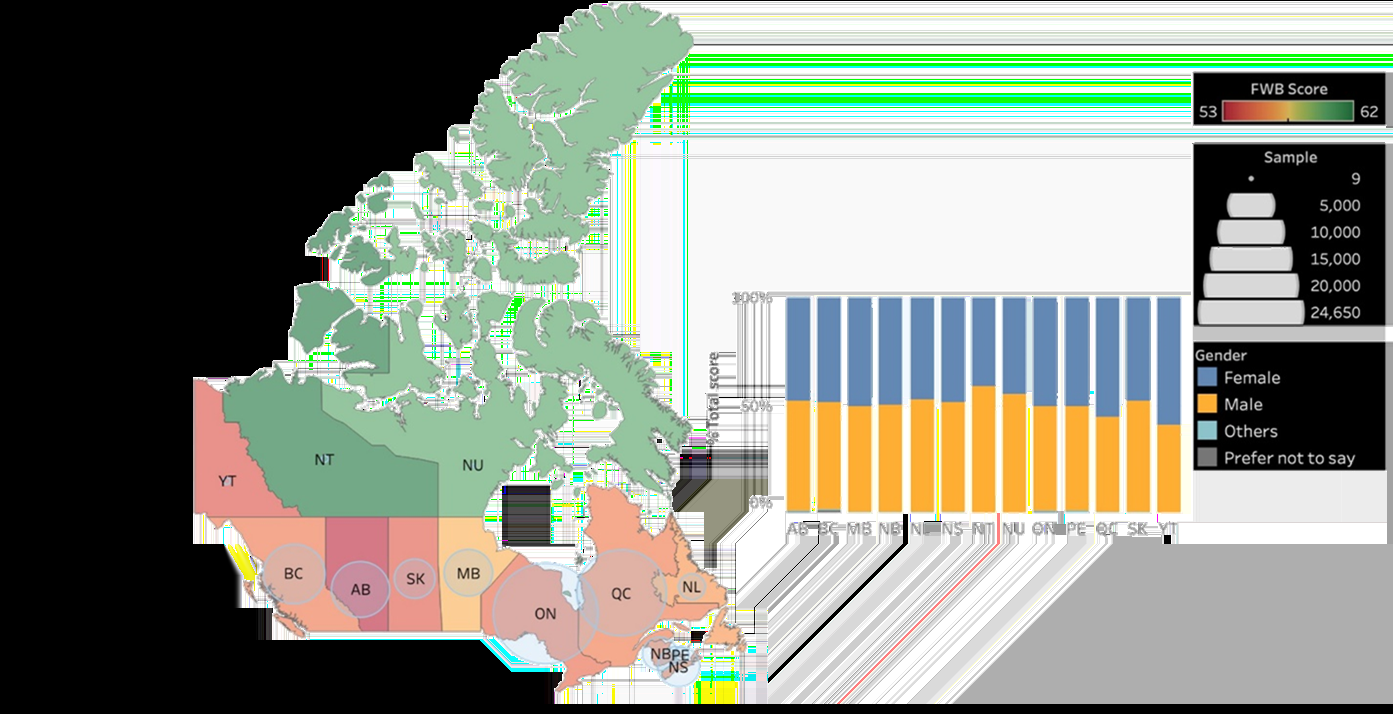 FWB Score
53 62
Sample
9
5,000
10,000
15,000
20,000
24,650
Gender
Female
Male
Others
Prefer not to say
NT
NU
YT
BC
AB
SK
MB
ON
QC
NL
NB
PE
NS
100%
50%
0%
% Total score
AB BC MB NB NS NT NU ON PE QC SK YT